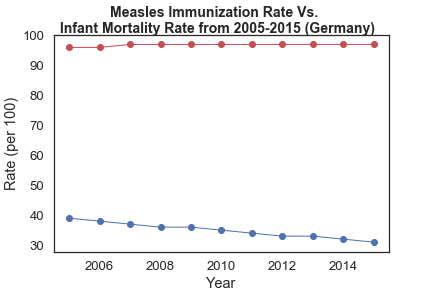 Measles Immunization Rate Vs.
Infant Mortality Rate from 2005-2015 (Germany)
100
90
80
70
60
50
40
30
Rate (per 100)
2006 2008 2010 2012 2014
Year